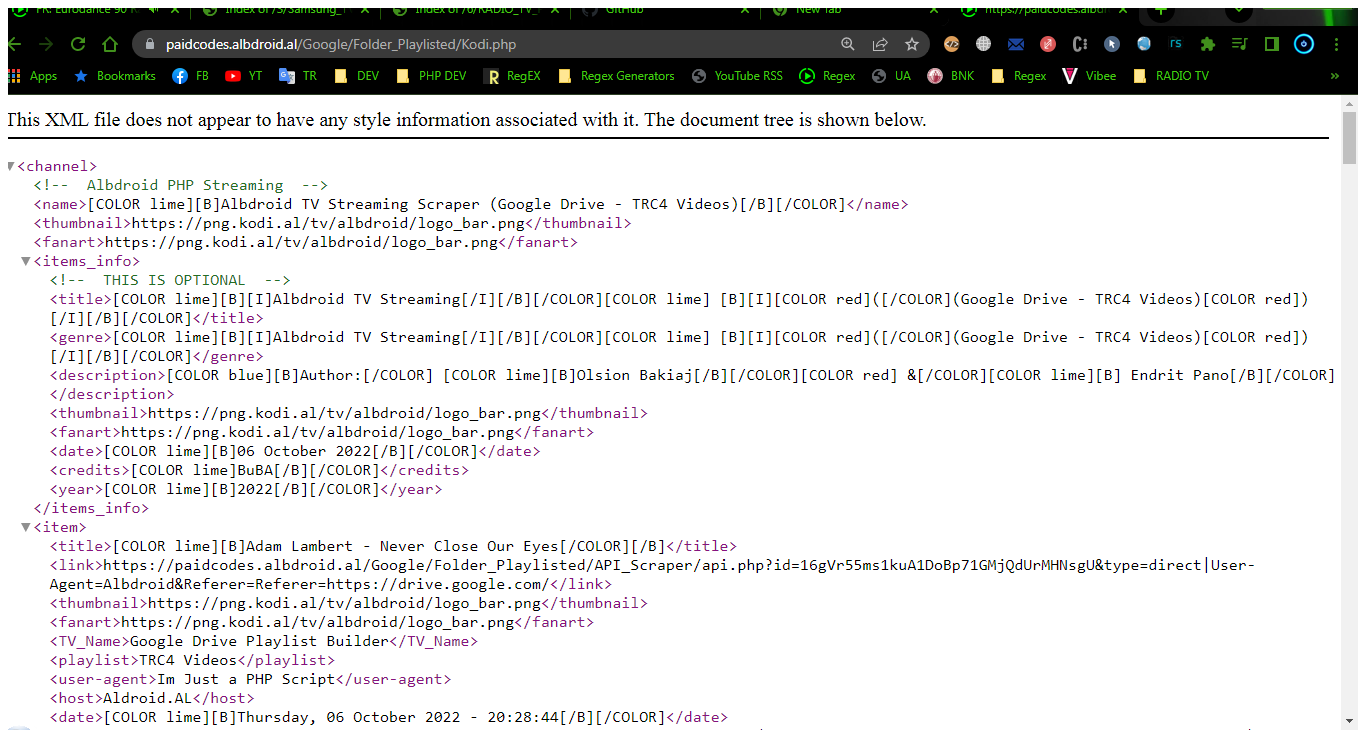 FR: Eurodance 90
Index of /S/Samsung_T
Index of /0/RADIO_TV_
GitHub
New Tab
https://paidcodes.albdroid
paidcodes.albdroid.al/Google/Folder_Playlisted/Kodi.php
Apps Bookmarks FB YT TR DEV PHP DEV RegEX Regex Generators YouTube RSS Regex UA BNK Regex Vibee RADIO TV »
This XML file does not appear to have any style information associated with it. The document tree is shown below.
▼<channel>
<!--  Albdroid PHP Streaming  -->
<name>[COLOR lime][B]Albdroid TV Streaming Scraper (Google Drive - TRC4 Videos)[/B][/COLOR]</name>
<thumbnail>https://png.kodi.al/tv/albdroid/logo_bar.png</thumbnail>
<fanart>https://png.kodi.al/tv/albdroid/logo_bar.png</fanart>
▼<items_info>
<!--  THIS IS OPTIONAL  -->
<title>[COLOR lime][B][I]Albdroid TV Streaming[/I][/B][/COLOR][COLOR lime] [B][I][COLOR red]([/COLOR](Google Drive - TRC4 Videos)[COLOR red])
[/I][/B][/COLOR]</title>
<genre>[COLOR lime][B][I]Albdroid TV Streaming[/I][/B][/COLOR][COLOR lime] [B][I][COLOR red]([/COLOR](Google Drive - TRC4 Videos)[COLOR red])
[/I][/B][/COLOR]</genre>
<description>[COLOR blue][B]Author:[/COLOR] [COLOR lime][B]Olsion Bakiaj[/B][/COLOR][COLOR red] &[/COLOR][COLOR lime][B] Endrit Pano[/B][/COLOR]
</description>
<thumbnail>https://png.kodi.al/tv/albdroid/logo_bar.png</thumbnail>
<fanart>https://png.kodi.al/tv/albdroid/logo_bar.png</fanart>
<date>[COLOR lime][B]06 October 2022[/B][/COLOR]</date>
<credits>[COLOR lime]BuBA[/B][/COLOR]</credits>
<year>[COLOR lime][B]2022[/B][/COLOR]</year>
</items_info>
▼<item>
<title>[COLOR lime][B]Adam Lambert - Never Close Our Eyes[/COLOR][/B]</title>
<link>https://paidcodes.albdroid.al/Google/Folder_Playlisted/API_Scraper/api.php?id=16gVr55ms1kuA1DoBp71GMjQdUrMHNsgU&type=direct|User-
Agent=Albdroid&Referer=Referer=https://drive.google.com/</link>
<thumbnail>https://png.kodi.al/tv/albdroid/logo_bar.png</thumbnail>
<fanart>https://png.kodi.al/tv/albdroid/logo_bar.png</fanart>
<TV_Name>Google Drive Playlist Builder</TV_Name>
<playlist>TRC4 Videos</playlist>
<user-agent>Im Just a PHP Script</user-agent>
<host>Aldroid.AL</host>
<date>[COLOR lime][B]Thursday, 06 October 2022 - 20:28:44[/B][/COLOR]</date>